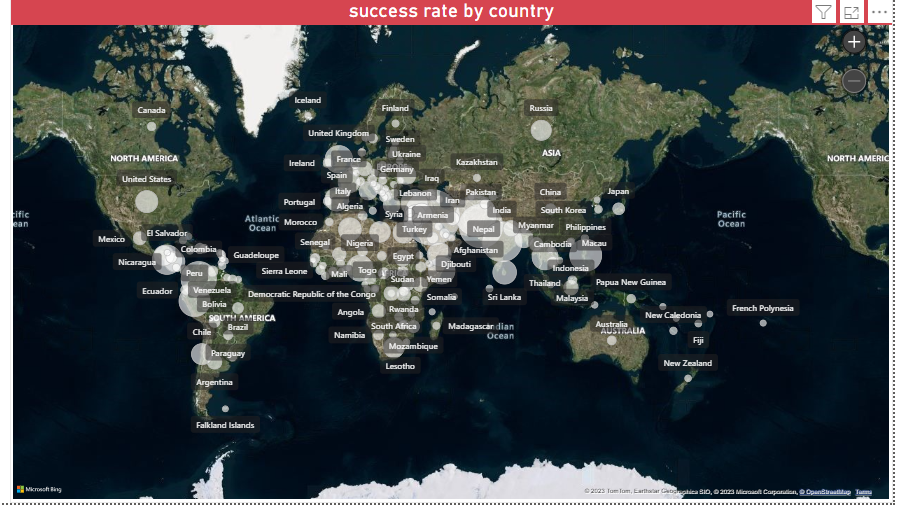 success rate by country
Iceland
Finland
Russia
Canada
United Kingdom
Sweden
ASIA
Ukraine
NORTH AMERICA
France
NORTH AMERICA
Ireland
Kazakhstan
Germany
Spain
Iraq
United States
Italy
Lebanon
Pakistan
China
Japan
Portugal
Iran
Algeria
India
South Korea
Syria
Armenia
cific
ean
Atlantic
Ocean
Pacific
Ocean
Morocco
Turkey
Nepal
Myanmar
Philippines
El Salvador
Mexico
Senegal
Nigeria
Cambodia
Macau
Colombia
Afghanistan
Guadeloupe
Egypt
Nicaragua
Djibouti
Indonesia
Peru
Sierra Leone
Mali
Togo
Sudan
Yemen
Thailand
Papua New Guinea
Ecuador
Venezuela
Democratic Republic of the Congo
Somalia
Sri Lanka
Malaysia
Bolivia
Rwanda
French Polynesia
Angola
New Caledonia
SOUTH AMERICA
Brazil
Chile
South Africa
Madagascar
dian
Ocean
Australia
AUSTRALIA
Namibia
Fiji
Mozambique
Paraguay
New Zealand
Lesotho
Argentina
Falkland Islands
Microsoft Bing
© 2023 TomTom, Earthstar Geographics SIO, © 2023 Microsoft Corporation, © OpenStreetMap Terms